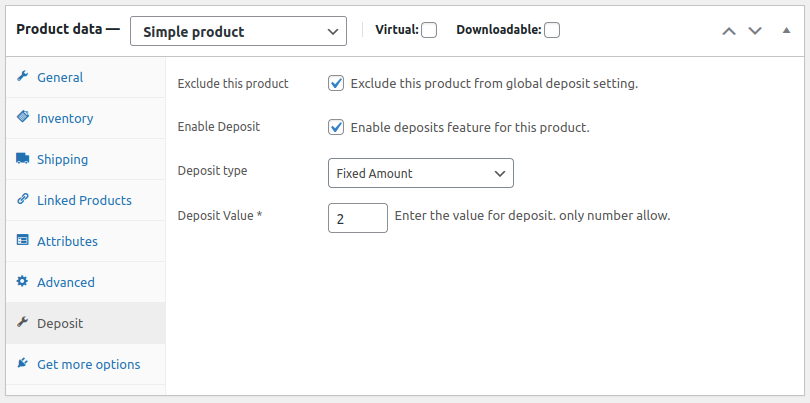 Product data — Simple product Virtual: Downloadable:
General
Inventory
Shipping
Linked Products
Attributes
Advanced
Deposit
Get more options
Exclude this product Exclude this product from global deposit setting.
Enable Deposit Enable deposits feature for this product.
Deposit type Fixed Amount
Deposit Value * 2 Enter the value for deposit. only number allow.